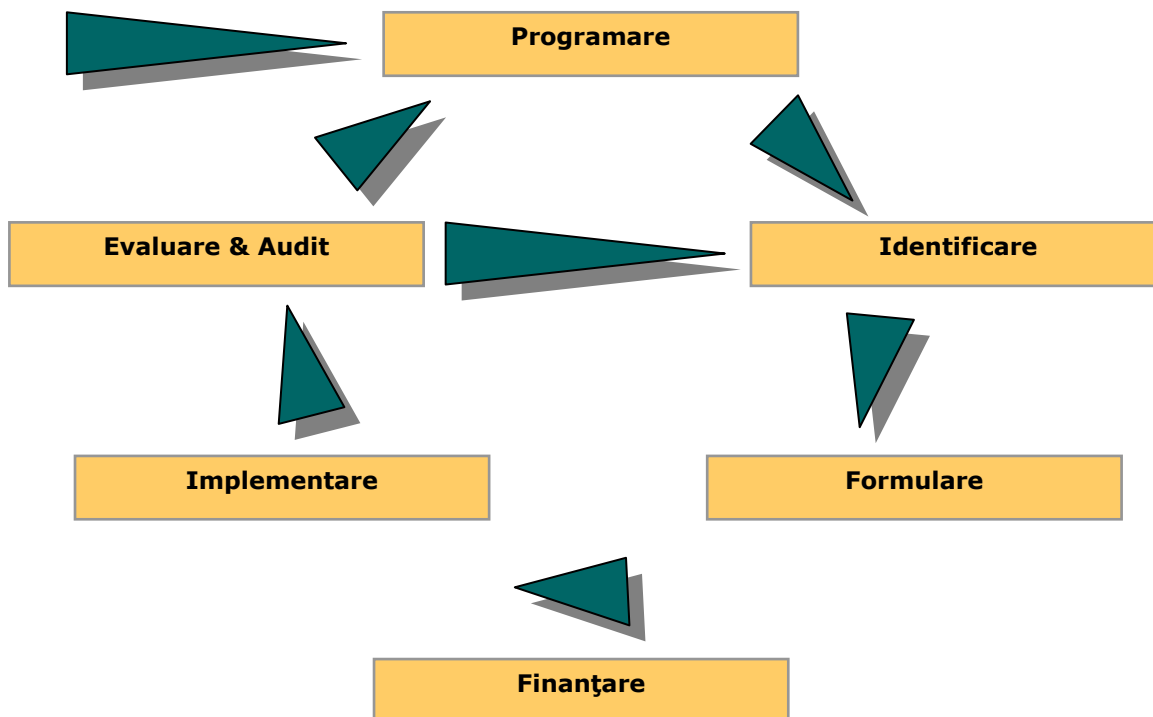 Programare
Evaluare & Audit
Identificare
Implementare
Formulare
Finanţare